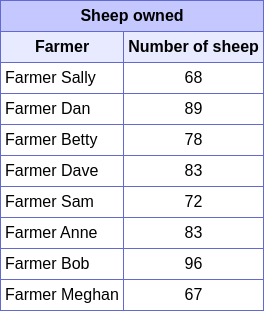 Sheep owned
Farmer Number of sheep
Farmer Sally 68
Farmer Dan 89
Farmer Betty 78
Farmer Dave 83
Farmer Sam 72
Farmer Anne 83
Farmer Bob 96
Farmer Meghan 67